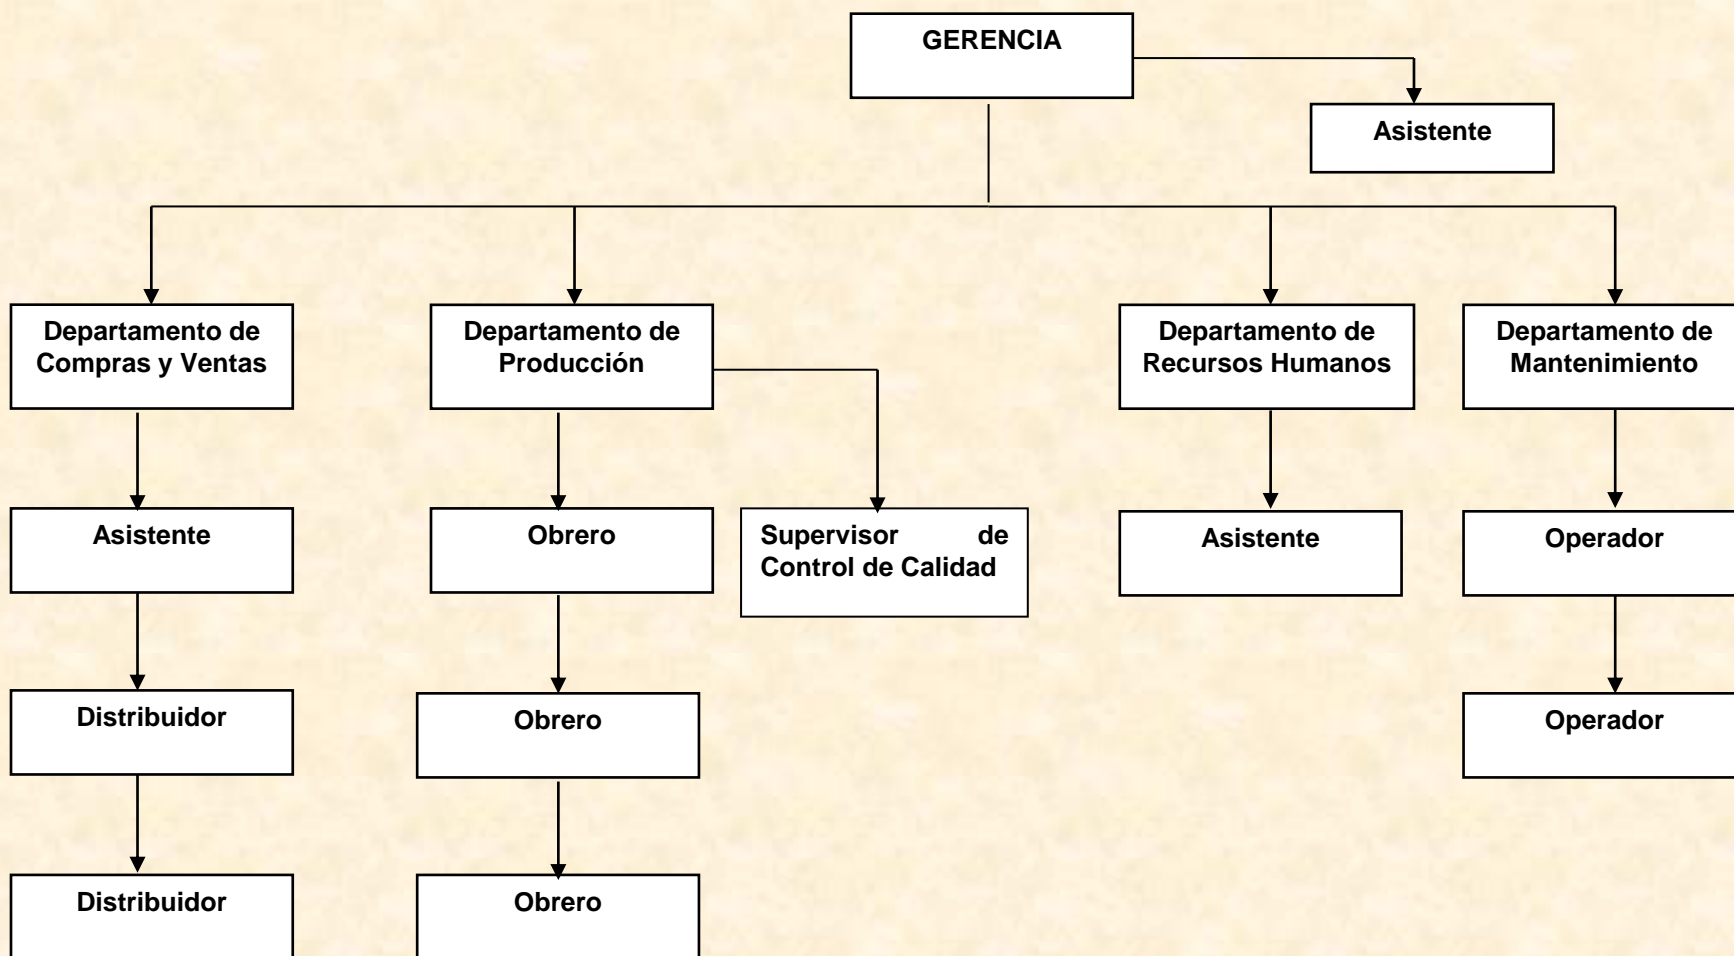 GERENCIA
Asistente
Departamento de
Compras y Ventas
Departamento de
Producción
Departamento de
Recursos Humanos
Departamento de
Mantenimiento
Asistente
Obrero
Supervisor de
Control de Calidad
Asistente
Operador
Distribuidor
Obrero
Operador
Distribuidor
Obrero